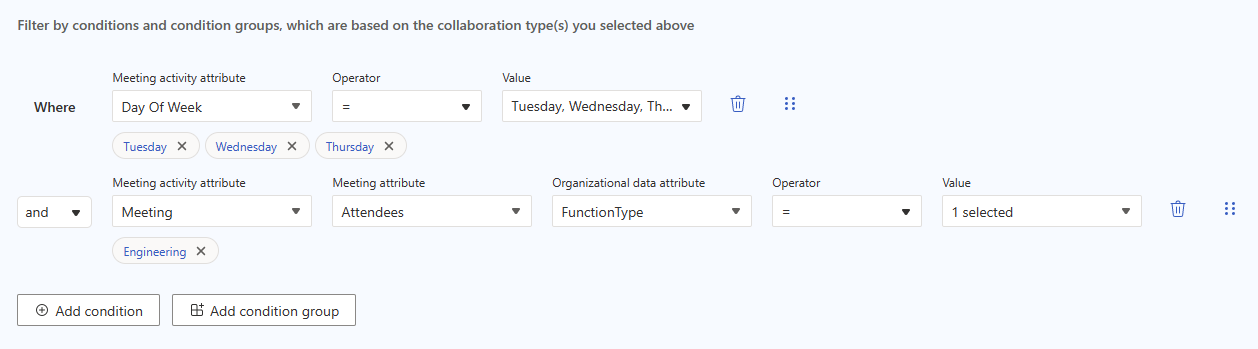 Filter by conditions and condition groups, which are based on the collaboration type(s) you selected above
Meeting activity attribute Operator Value
Where Day Of Week = Tuesday, Wednesday, Th...
Tuesday Wednesday Thursday
Meeting activity attribute Meeting attribute Organizational data attribute Operator Value
and Meeting Attendees FunctionType = 1 selected
Engineering
Add condition Add condition group